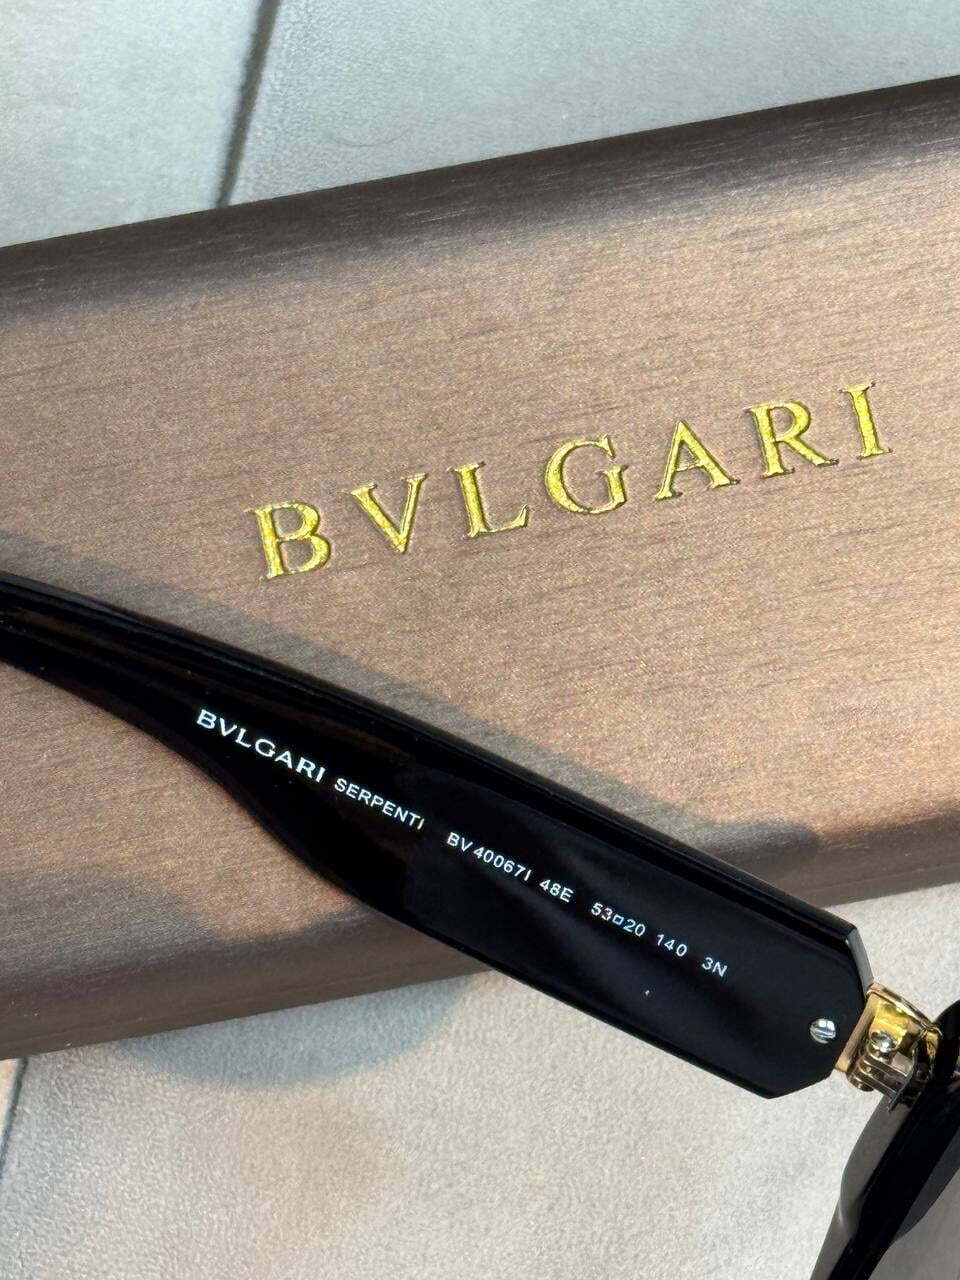 BVLGARI
BVLGARI SERPENTI BV40067I 48E 53□20 140 3N